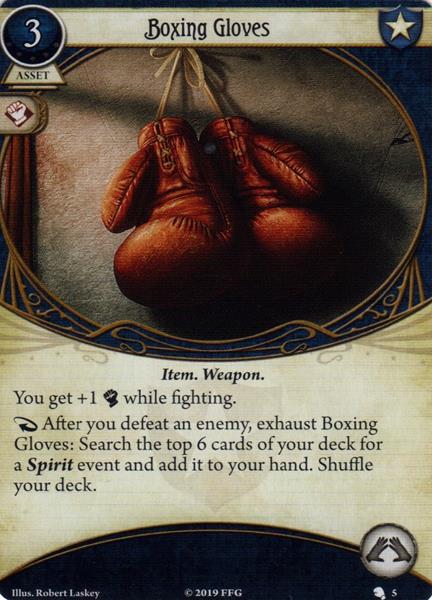 3
Boxing Gloves
ASSET
Item. Weapon.
You get +1 while fighting.
After you defeat an enemy, exhaust Boxing
Gloves: Search the top 6 cards of your deck for
a Spirit event and add it to your hand. Shuffle
your deck.
Illus. Robert Laskey © 2019 FFG 5